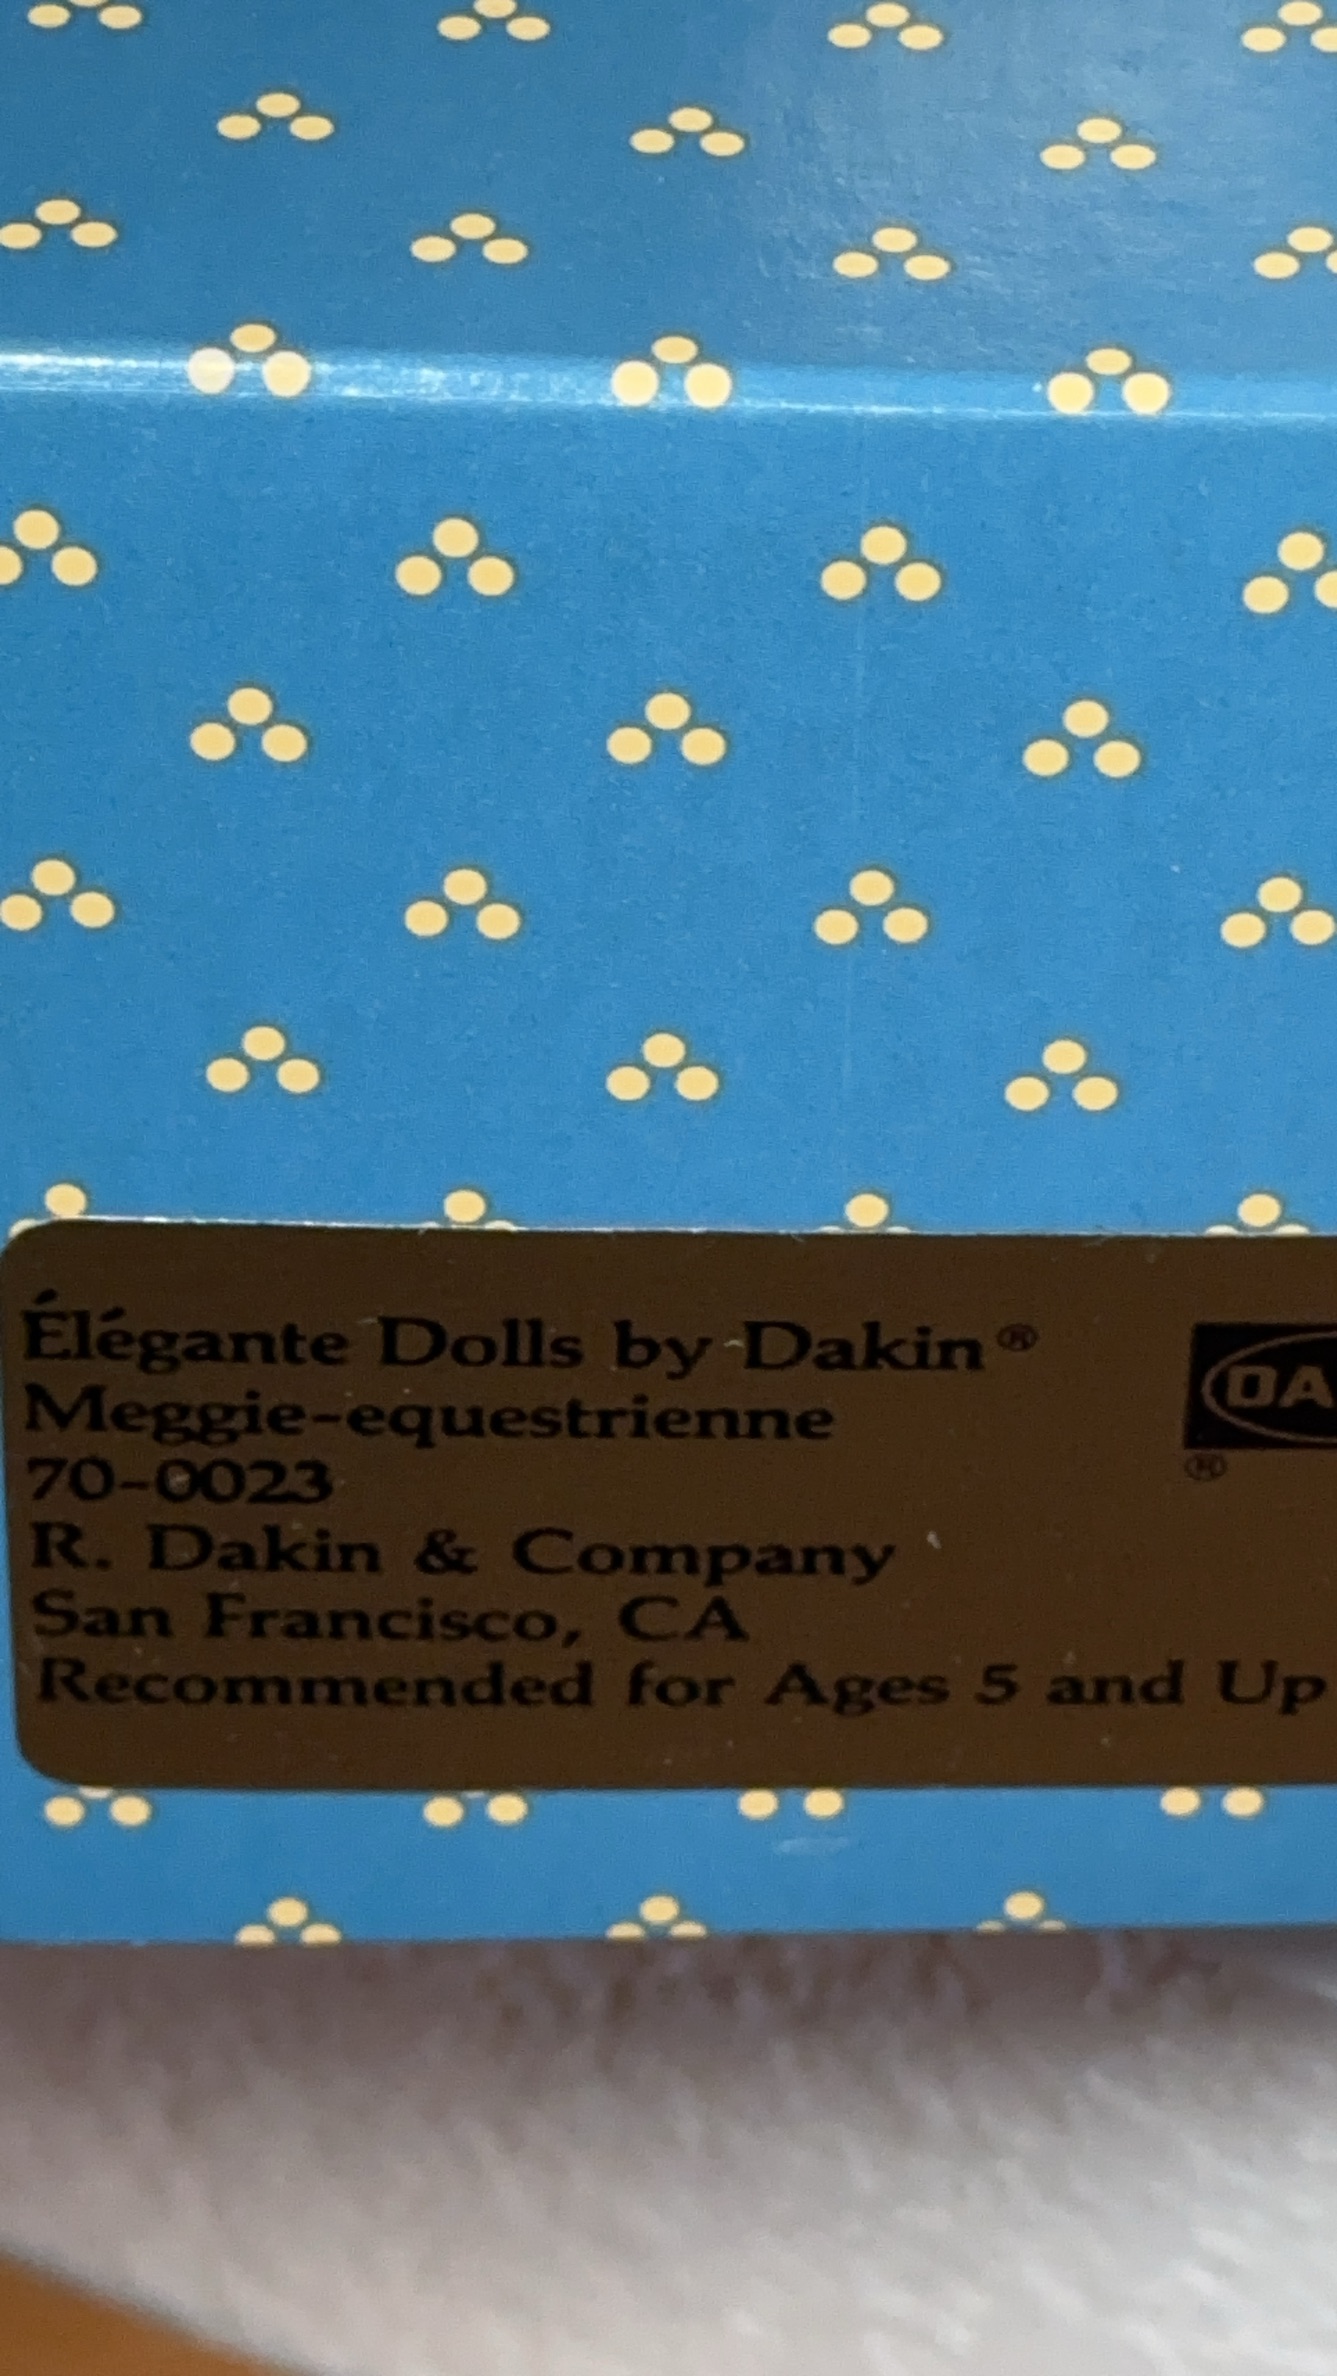 Élégante Dolls by Dakin®
Meggie-equestrienne
70-0023
R. Dakin & Company
San Francisco, CA
Recommended for Ages 5 and Up
DA
®